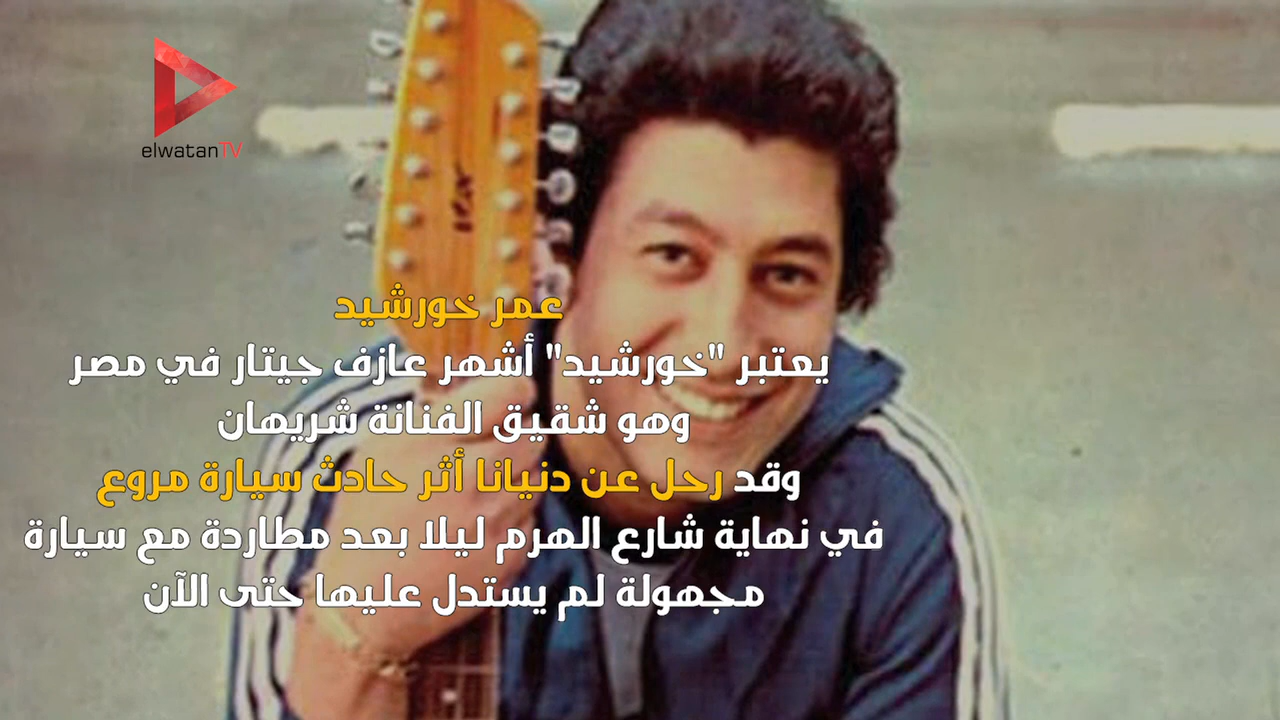 elwatanTV
VOX
عمر خورشيد
يعتبر "خورشيد" أشهر عازف جيتار في مصر
وهو شقيق الفنانة شريهان
وقد رحل عن دنيانا أثر حادث سيارة مروع
في نهاية شارع الهرم ليلا بعد مطاردة مع سيارة
مجهولة لم يستدل عليها حتى الآن